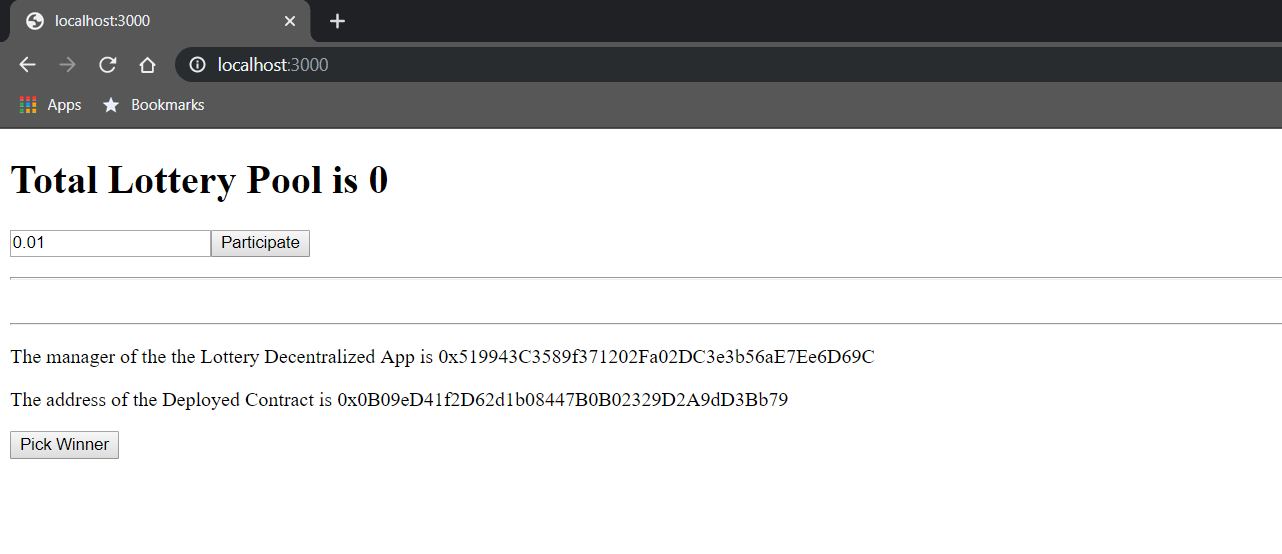 localhost:3000
localhost:3000
Apps Bookmarks
Total Lottery Pool is 0
0.01 Participate
The manager of the the Lottery Decentralized App is 0x519943C3589f371202Fa02DC3e3b56aE7Ee6D69C
The address of the Deployed Contract is 0x0B09eD41f2D62d1b08447B0B02329D2A9dD3Bb79
Pick Winner